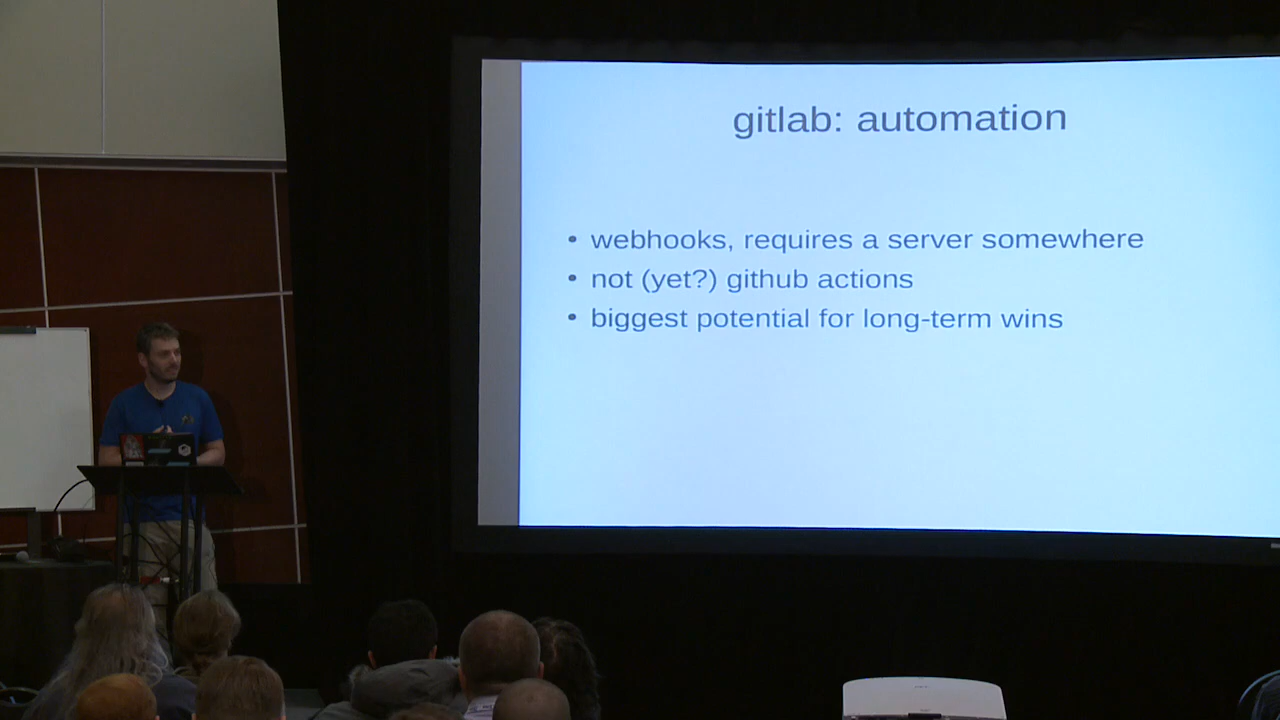 gitlab: automation
• webhooks, requires a server somewhere
• not (yet?) github actions
• biggest potential for long-term wins